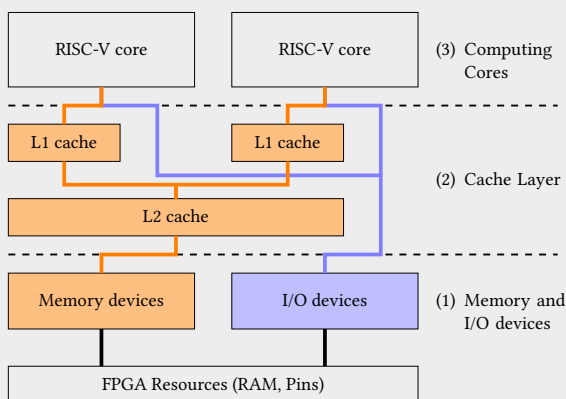 RISC-V core
RISC-V core
(3) Computing
Cores
L1 cache
L1 cache
(2) Cache Layer
L2 cache
Memory devices
I/O devices
(1) Memory and
I/O devices
FPGA Resources (RAM, Pins)